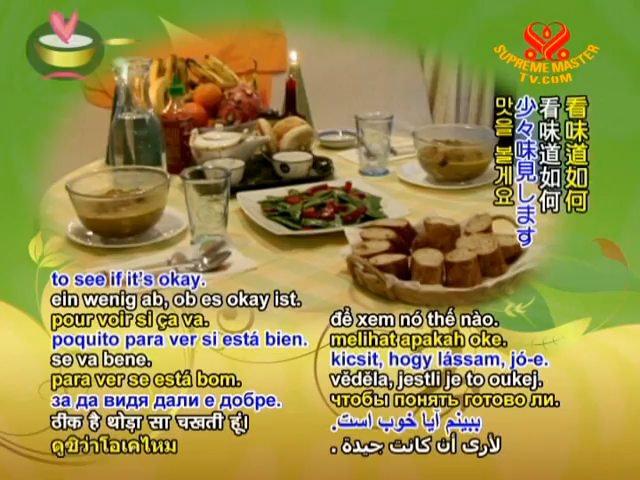 SUPREME MASTER
TV.COM
看味道如何
看味道如何
少々味見します
맛을 볼게요
to see if it's okay.
ein wenig ab, ob es okay ist.
pour voir si ça va.
poquito para ver si está bien.
se va bene.
para ver se está bom.
за да видя дали е добре.
ठीक है थोड़ा सा चखती हूं।
ดูซิว่าโอเคไหม
để xem nó thế nào.
melihat apakah oke.
kicsit, hogy lássam, jó-e.
věděla, jestli je to oukej.
чтобы понять готово ли.
ببینم آیا خوب است.
لأرى أن كانت جيدة .